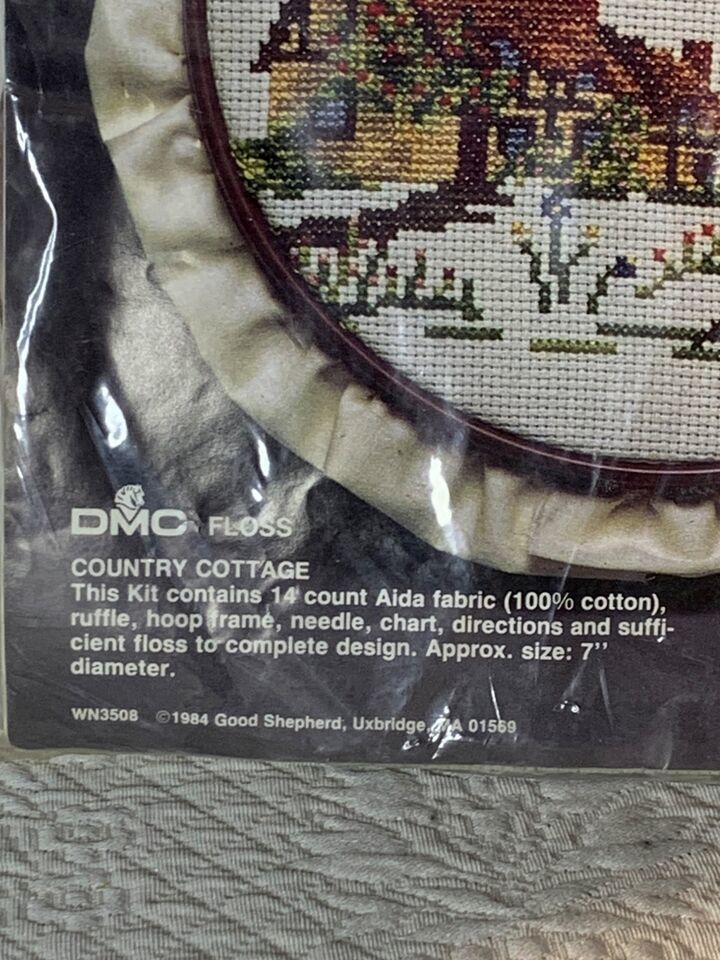 DMC FLOSS
COUNTRY COTTAGE
This Kit contains 14 count Aida fabric (100% cotton),
ruffle, hoop frame, needle, chart, directions and suffi-
cient floss to complete design. Approx. size: 7''
diameter.
WN3508 ©1984 Good Shepherd, Uxbridge, MA 01569